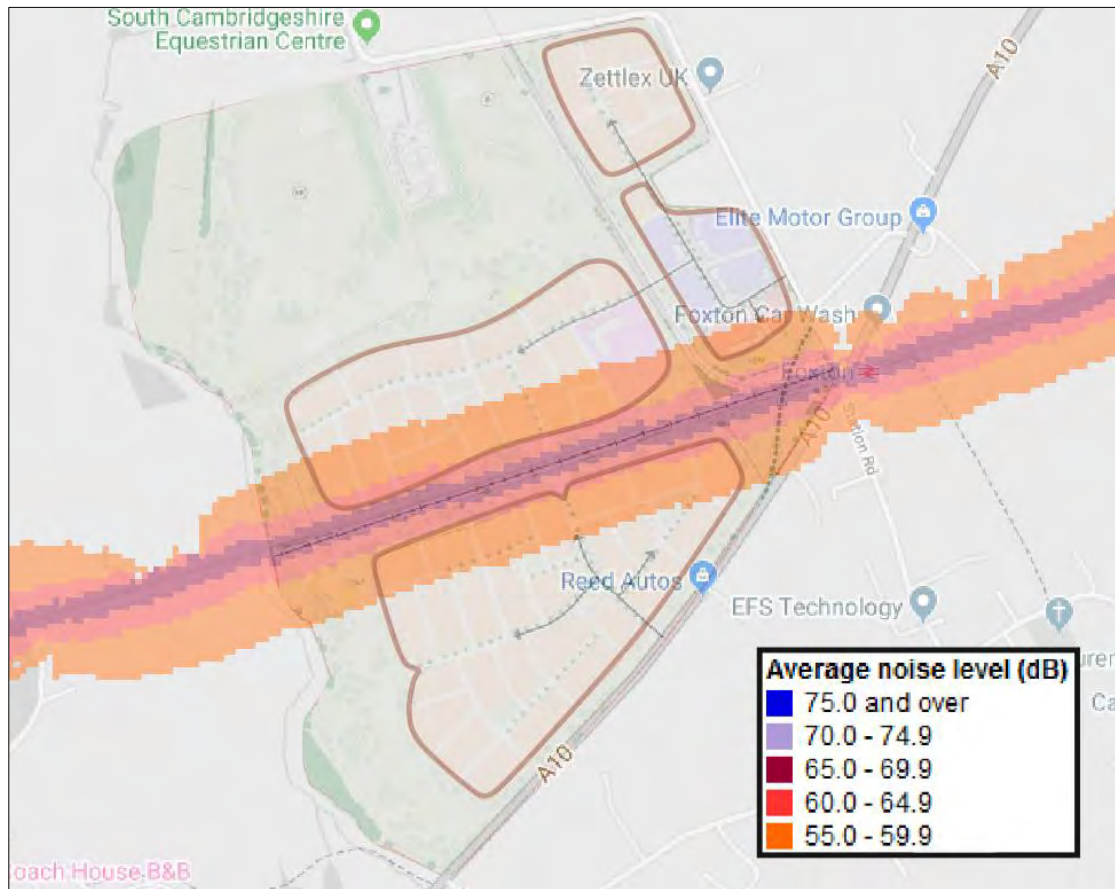 South Cambridgeshire
Equestrian Centre
Zettlex UK
A10
Elite Motor Group
Foxton Car Wash
Foxton
A10
Station Rd
Reed Autos
EFS Technology
A10
Coach House B&B
Average noise level (dB)
75.0 and over
70.0 - 74.9
65.0 - 69.9
60.0 - 64.9
55.0 - 59.9